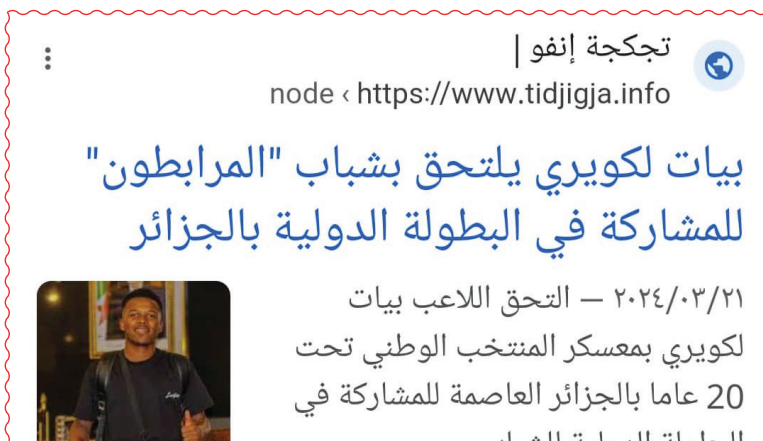 تجكجة إنفو |
https://www.tidjigja.info › node
بيات لكويري يلتحق بشباب "المرابطون"
للمشاركة في البطولة الدولية بالجزائر
٢٠٢٤/٠٣/٢١ — التحق اللاعب بيات
لكويري بمعسكر المنتخب الوطني تحت
20 عاما بالجزائر العاصمة للمشاركة في